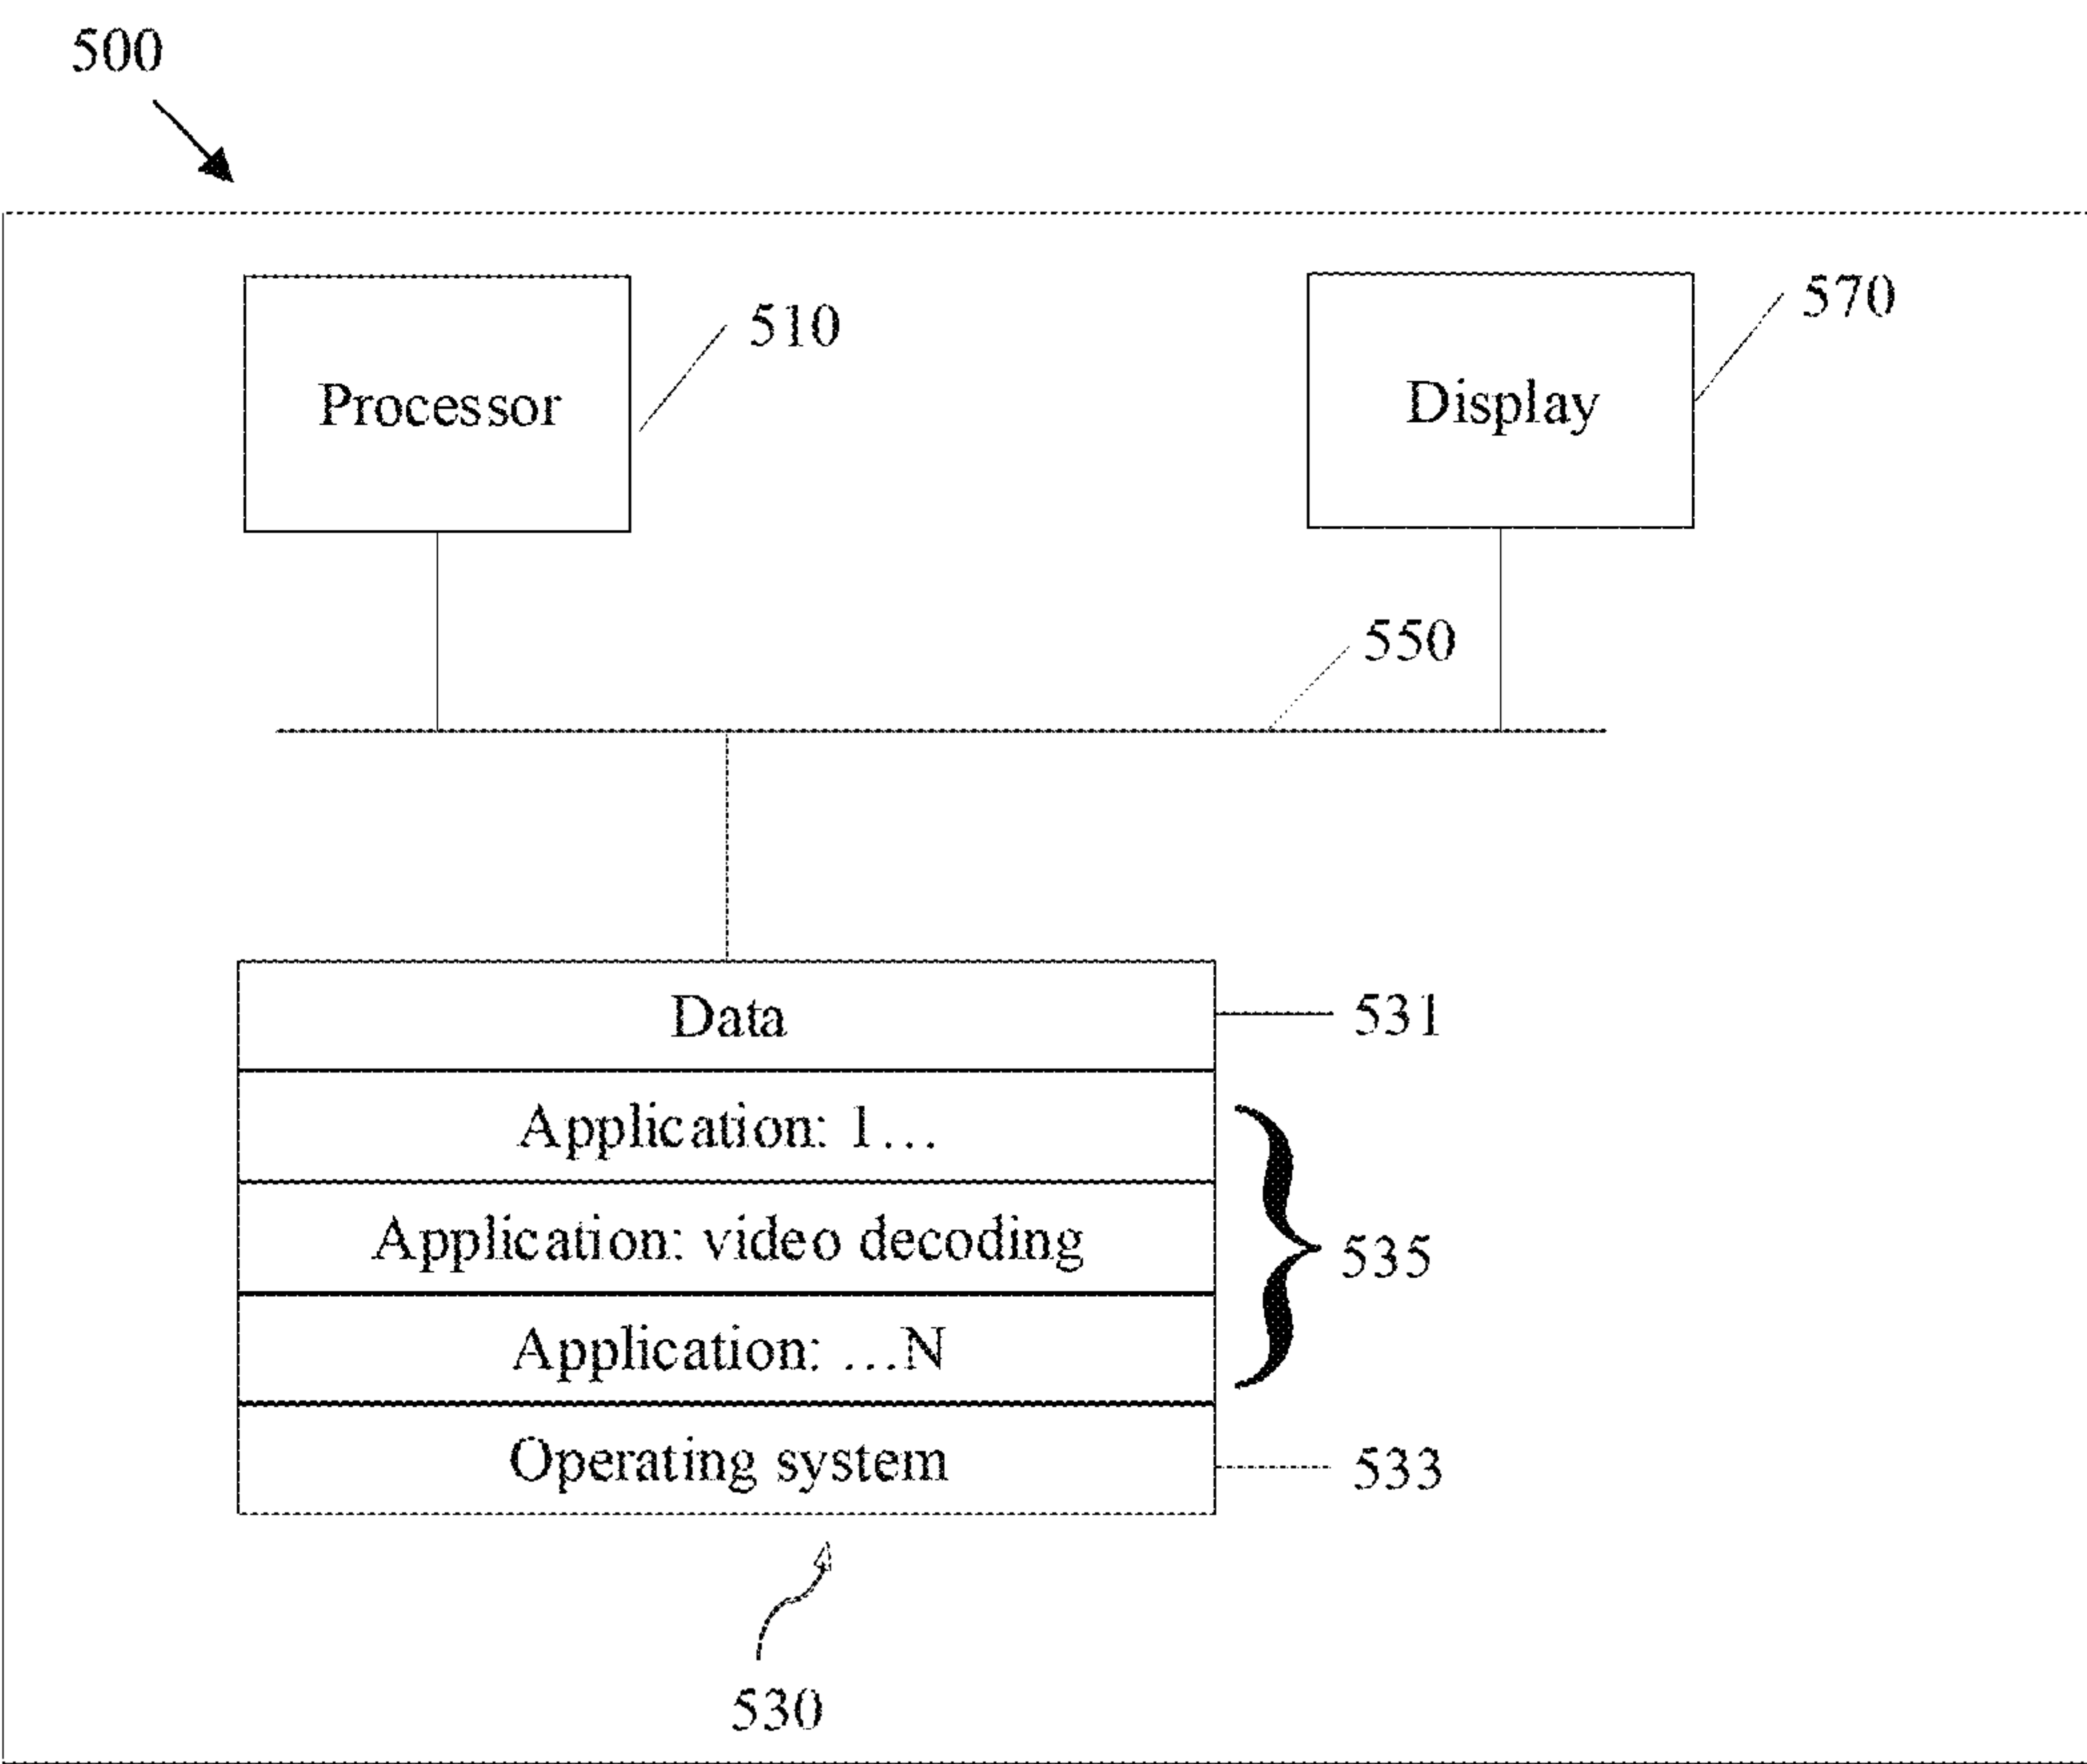 500
570
510
Processor
Display
550
Data
531
Application: 1...
Application: video decoding
535
Application: ...N
Operating system
533
530